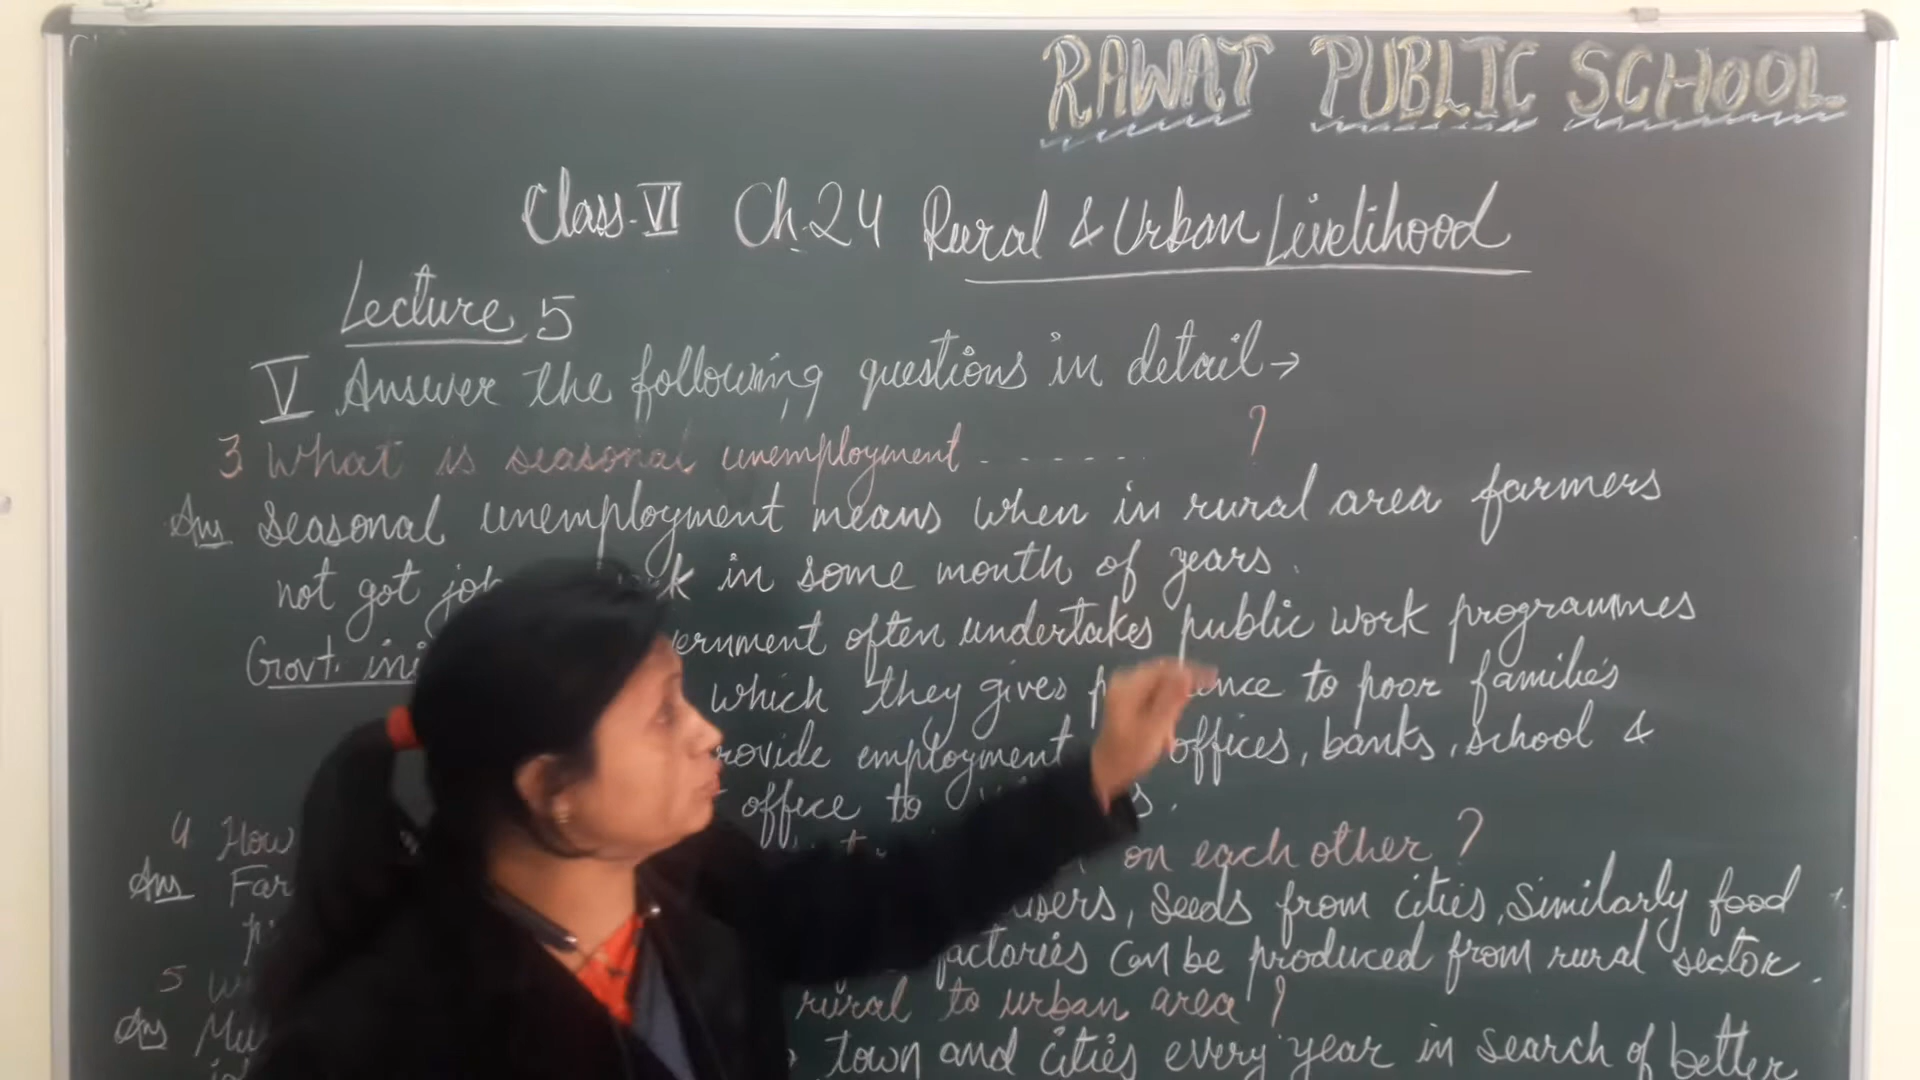 RAWAT PUBLIC SCHOOL
Class-VI Ch.24 Rural & Urban Livelihood
Lecture 5
V Answer the following questions in detail→
3 What is seasonal unemployment ........ ?
Ans Seasonal unemployment means when in rural area farmers
not got in some month of years.
Govt. often undertakes public work programmes
which they gives to poor families
employment offices, banks, school &
office to
4 How on each other ?
Ans seeds from cities, similarly food
can be produced from rural sector.
5 rural to urban area ?
Ans town and cities every year in search of better